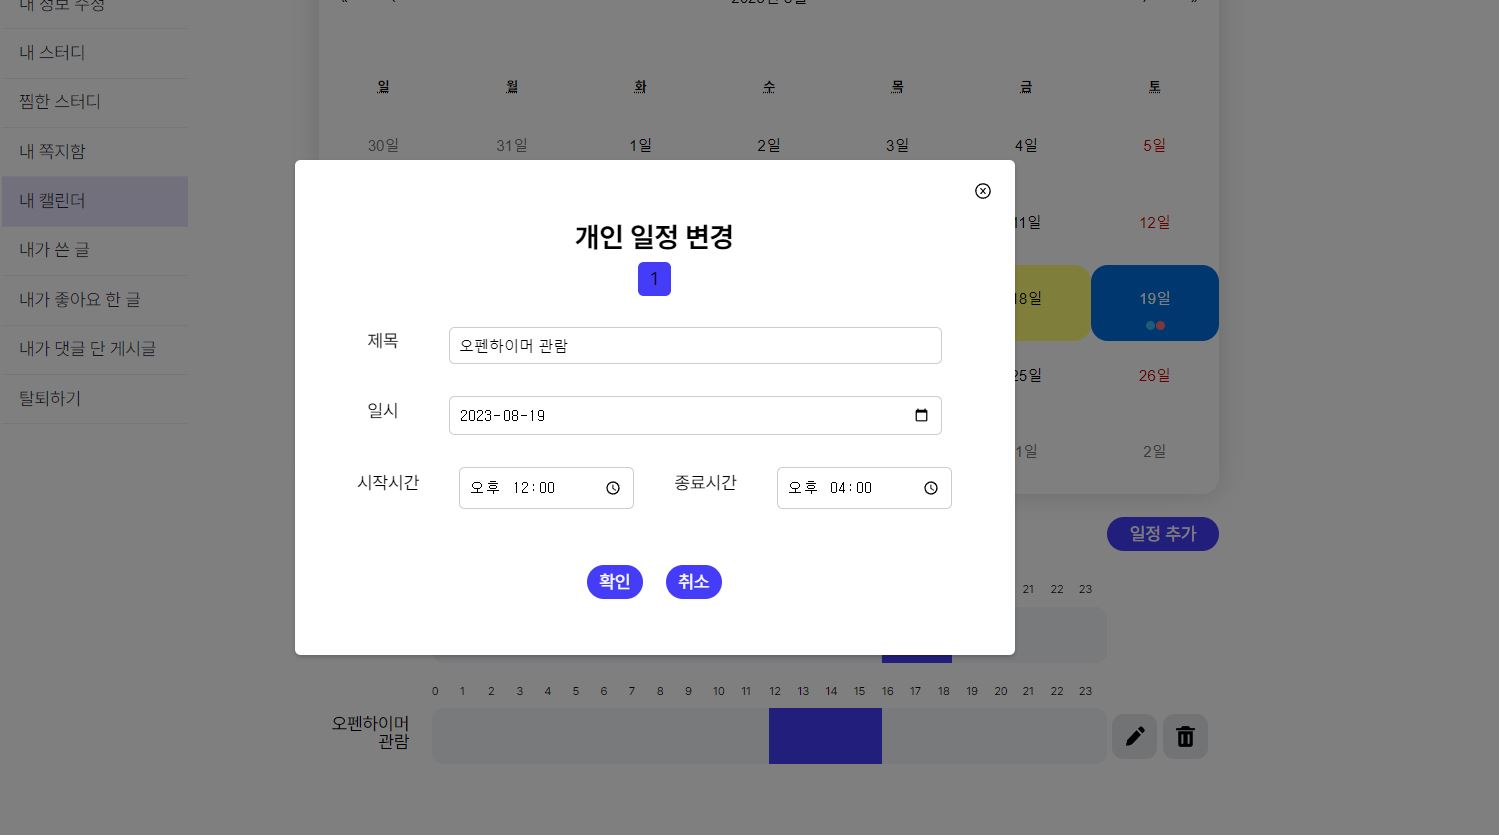 내 정보 수정
내 스터디
찜한 스터디
내 쪽지함
내 캘린더
내가 쓴 글
내가 좋아요 한 글
내가 댓글 단 게시글
탈퇴하기
일 월 화 수 목 금 토
30일 31일 1일 2일 3일 4일 5일
11일 12일
18일 19일
25일 26일
1일 2일
개인 일정 변경
1
제목 오펜하이머 관람
일시 2023-08-19
시작시간 오후 12:00 종료시간 오후 04:00
확인 취소
일정 추가
21 22 23
0 1 2 3 4 5 6 7 8 9 10 11 12 13 14 15 16 17 18 19 20 21 22 23
오펜하이머
관람